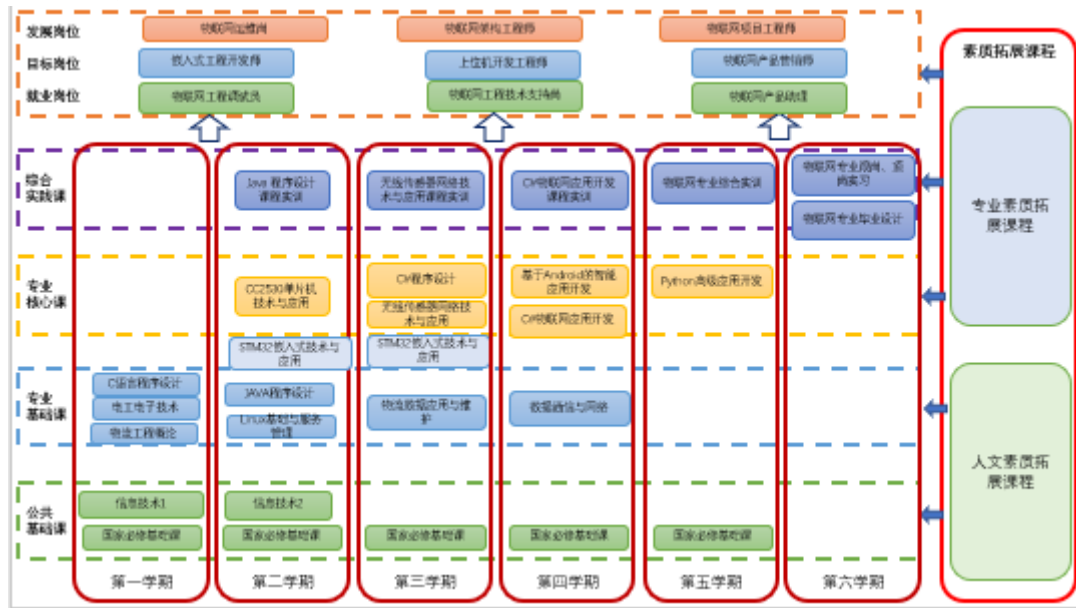 发展岗位
物联网运维岗
物联网架构工程师
物联网项目工程师
目标岗位
嵌入式工程开发师
上位机开发工程师
物联网产品营销师
就业岗位
物联网工程调试员
物联网工程技术支持岗
物联网产品助理
素质拓展课程
专业素质拓
展课程
人文素质拓
展课程
综合
实践课
Java 程序设计
课程实训
无线传感器网络技
术与应用课程实训
C#物联网应用开发
课程实训
物联网专业综合实训
物联网专业跟岗、顶
岗实习
物联网专业毕业设计
专业
核心课
CC2530单片机
技术与应用
C#程序设计
无线传感器网络技
术与应用
基于Android的智能
应用开发
C#物联网应用开发
Python高级应用开发
STM32嵌入式技术与
应用
STM32嵌入式技术与
应用
专业
基础课
C语言程序设计
电工电子技术
物流工程概论
JAVA程序设计
Linux基础与服务
管理
物流数据应用与维
护
数据通信与网络
公共
基础课
信息技术1
信息技术2
国家必修基础课
国家必修基础课
国家必修基础课
国家必修基础课
国家必修基础课
第一学期
第二学期
第三学期
第四学期
第五学期
第六学期